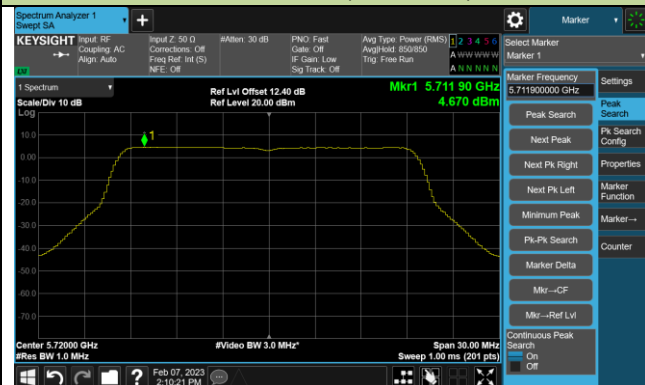 Spectrum Analyzer 1
Swept SA
+
Marker
KEYSIGHT
Input: RF
Coupling: AC
Align: Auto
Input Z: 50 Ω
Corrections: Off
Freq Ref: Int (S)
NFE: Off
#Atten: 30 dB
PNO: Fast
Gate: Off
IF Gain: Low
Sig Track: Off
Avg Type: Power (RMS)
Avg|Hold: 850/850
Trig: Free Run
1 2 3 4 5 6
A W W W W W
A N N N N N
Select Marker
Marker 1
1 Spectrum
Scale/Div 10 dB
Log
Ref Lvl Offset 12.40 dB
Ref Level 20.00 dBm
Mkr1 5.711 90 GHz
4.670 dBm
1
10.0
0.00
-10.0
-20.0
-30.0
-40.0
-50.0
-60.0
-70.0
Center 5.72000 GHz
#Res BW 1.0 MHz
#Video BW 3.0 MHz*
Span 30.00 MHz
Sweep 1.00 ms (201 pts)
Marker Frequency
5.711900000 GHz
Peak Search
Next Peak
Next Pk Right
Next Pk Left
Minimum Peak
Pk-Pk Search
Marker Delta
Mkr→CF
Mkr→Ref Lvl
Continuous Peak
Search
On
Off
Settings
Peak
Search
Pk Search
Config
Properties
Marker
Function
Marker→
Counter
?
Feb 07, 2023
2:10:21 PM